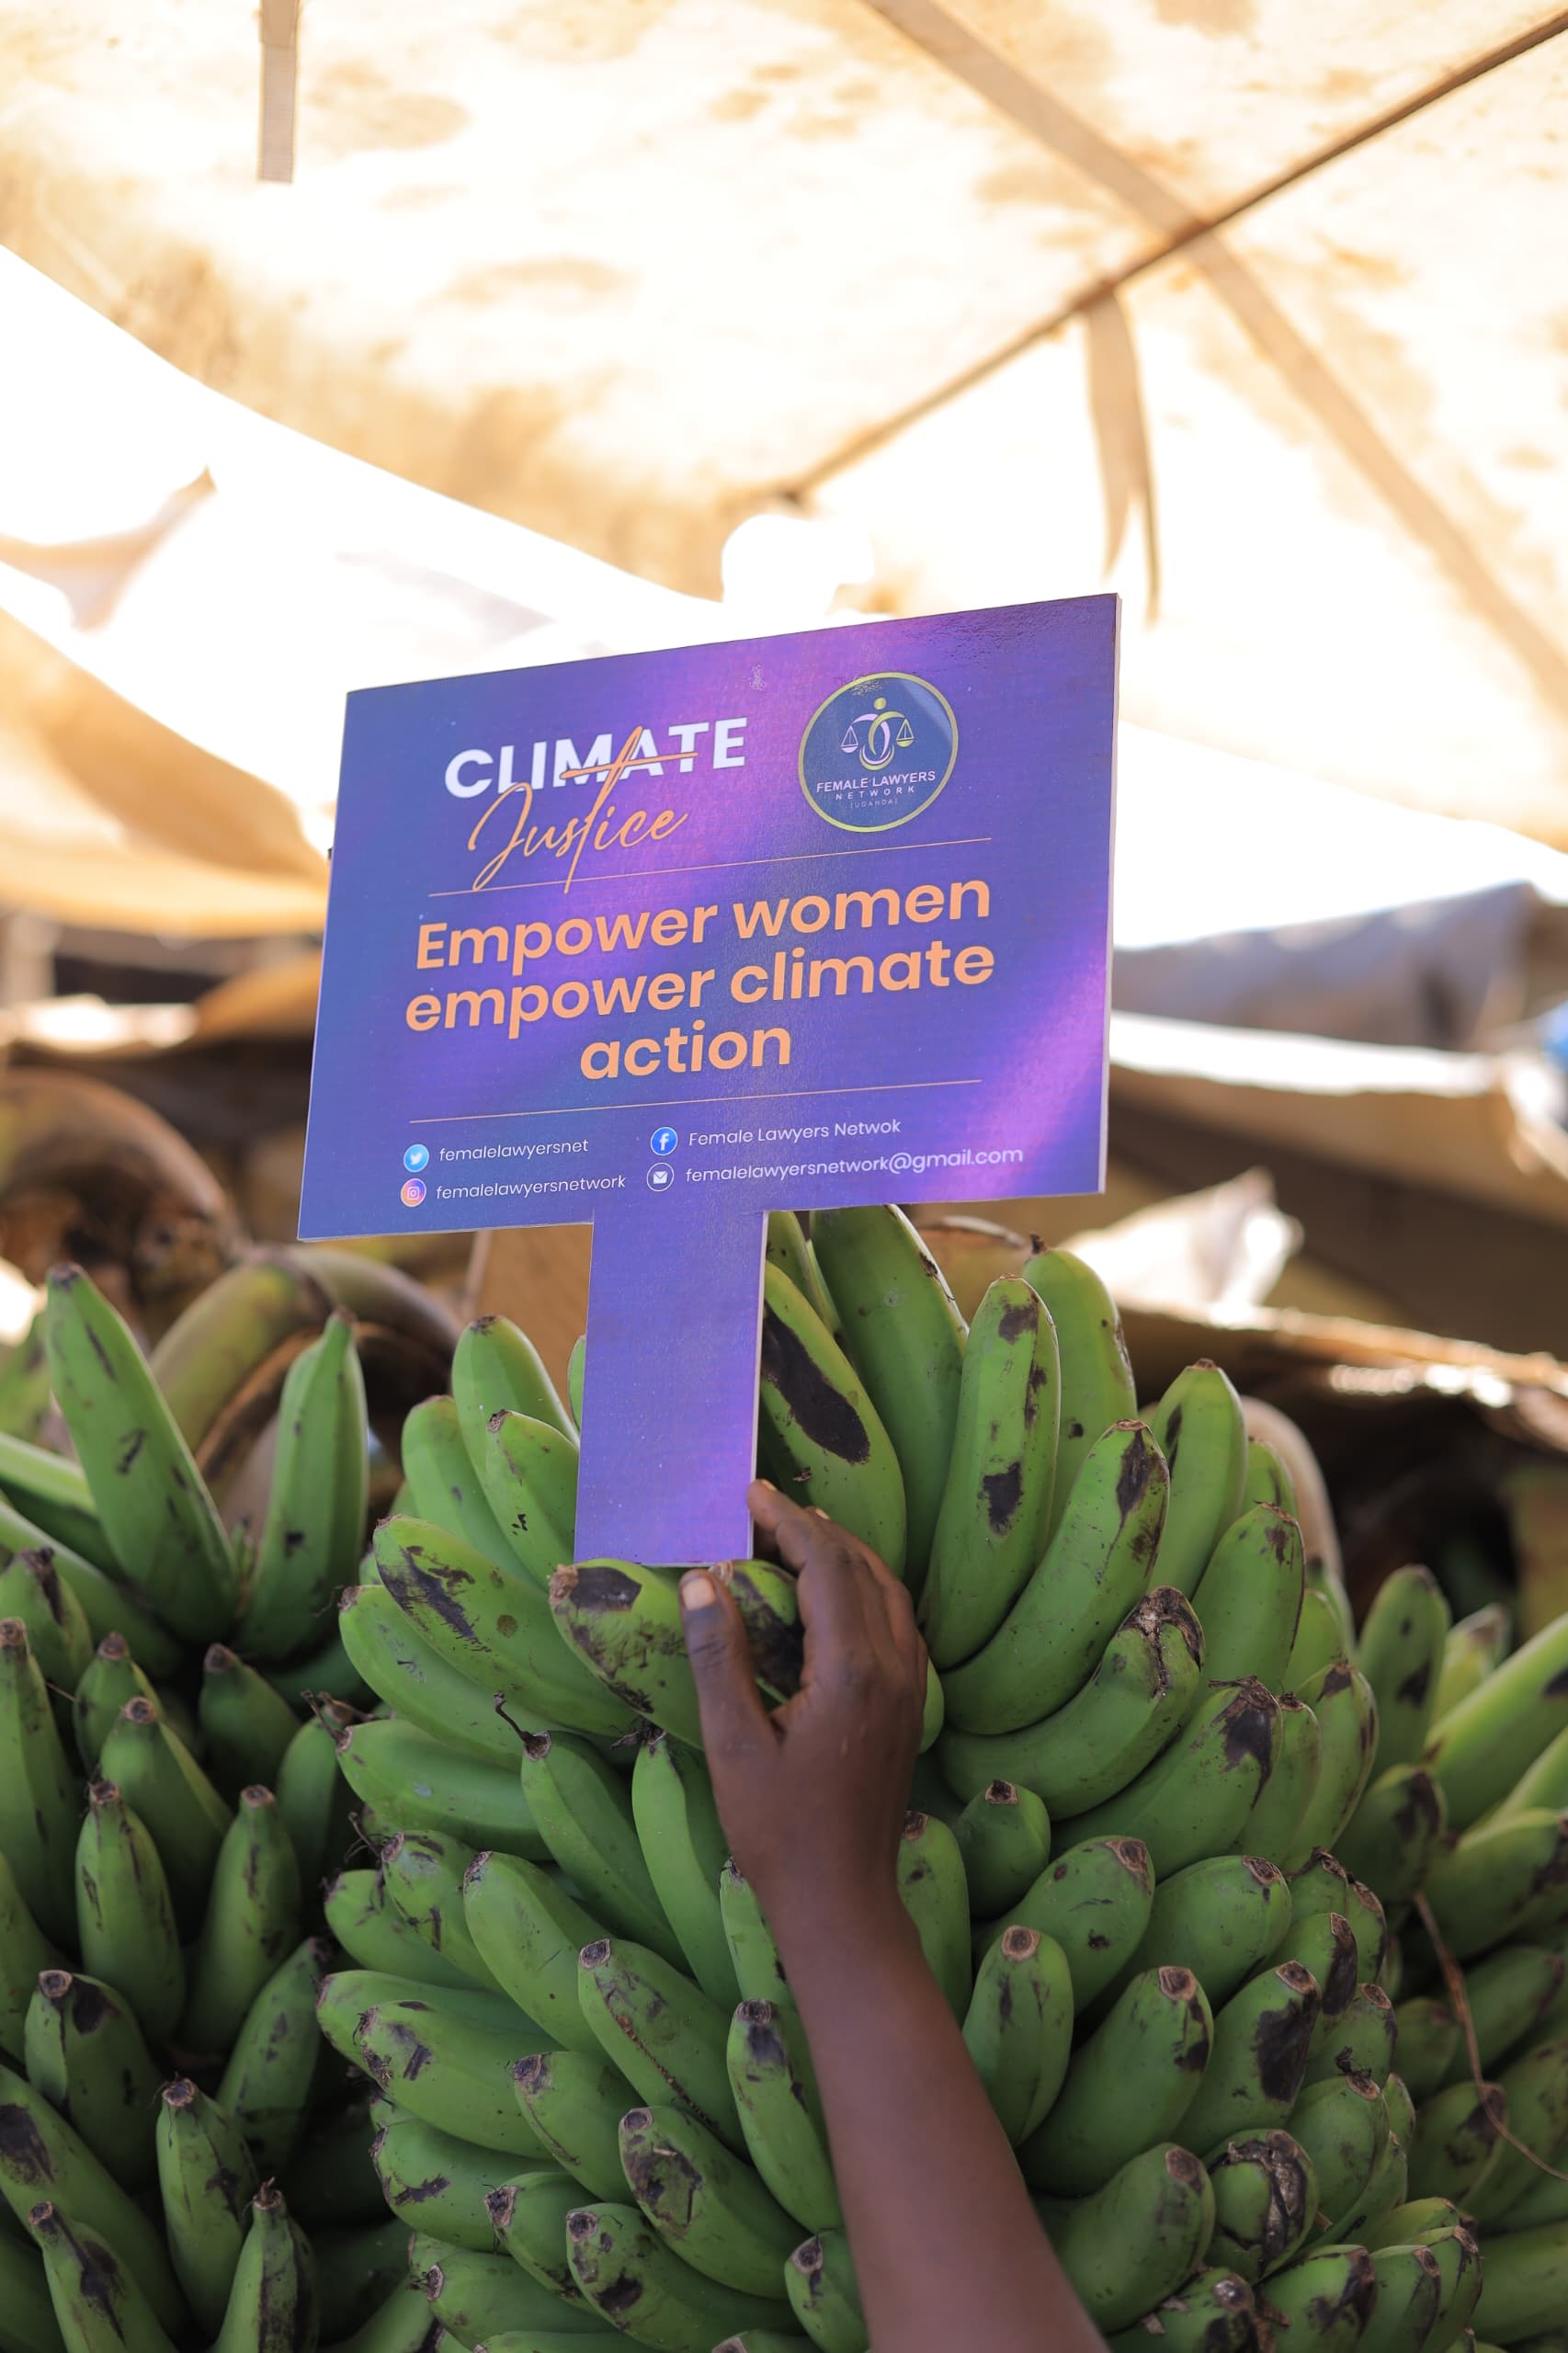 CLIMATE
Justice
FEMALE LAWYERS
NETWORK
(UGANDA)
Empower women
empower climate
action
femalelawyersnet
Female Lawyers Netwok
femalelawyersnetwork
femalelawyersnetwork@gmail.com